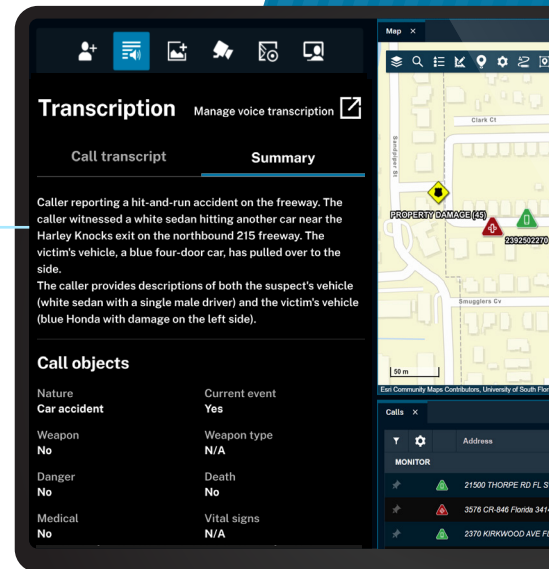 Transcription Manage voice transcription
Call transcript Summary
Caller reporting a hit-and-run accident on the freeway. The
caller witnessed a white sedan hitting another car near the
Harley Knocks exit on the northbound 215 freeway. The
victim's vehicle, a blue four-door car, has pulled over to the
side.
The caller provides descriptions of both the suspect's vehicle
(white sedan with a single male driver) and the victim's vehicle
(blue Honda with damage on the left side).
Call objects
Nature Current event
Car accident Yes
Weapon Weapon type
No N/A
Danger Death
No No
Medical Vital signs
No N/A
Map ×
Clark Ct
Sandpiper St
PROPERTY DAMAGE (45)
2392502270
Smugglers Cv
50 m
Esri Community Maps Contributors, University of South Flor
Calls ×
Address
MONITOR
21500 THORPE RD FL S
3576 CR-846 Florida 3414
2370 KIRKWOOD AVE FL